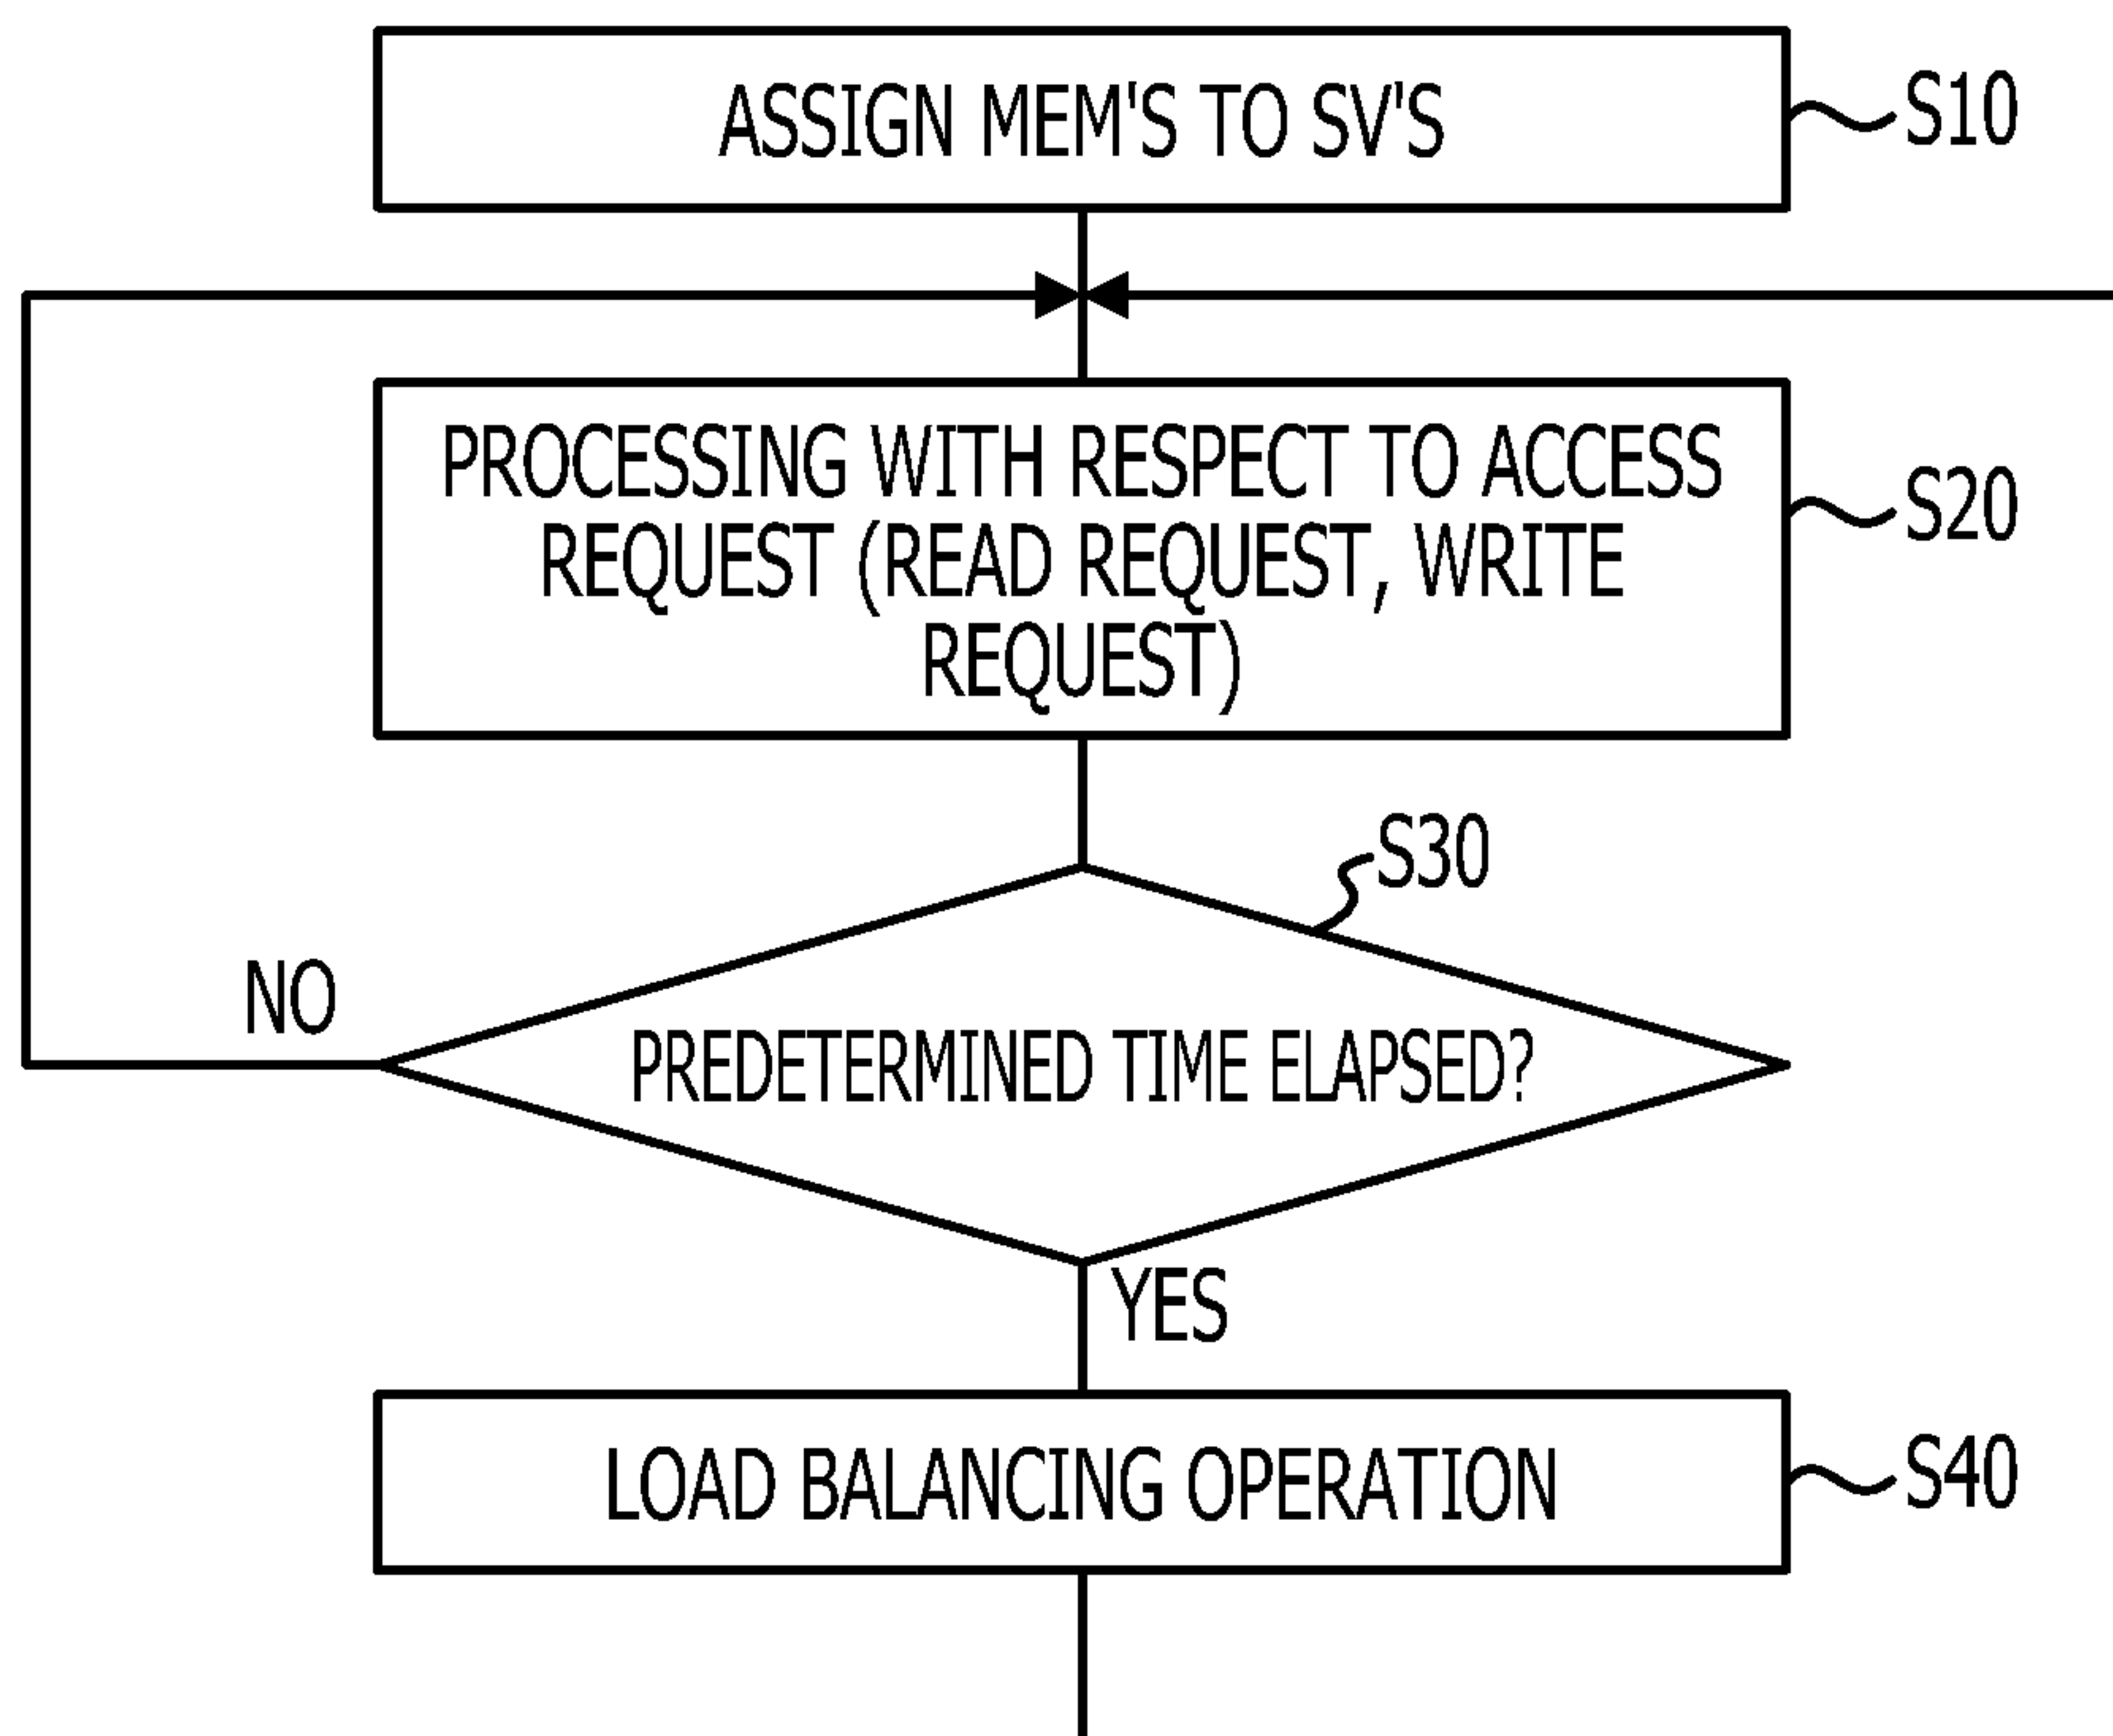 ASSIGN MEM'S TO SV'S
S10
PROCESSING WITH RESPECT TO ACCESS
REQUEST (READ REQUEST, WRITE
REQUEST)
S20
S30
NO
PREDETERMINED TIME ELAPSED?
YES
LOAD BALANCING OPERATION
S40